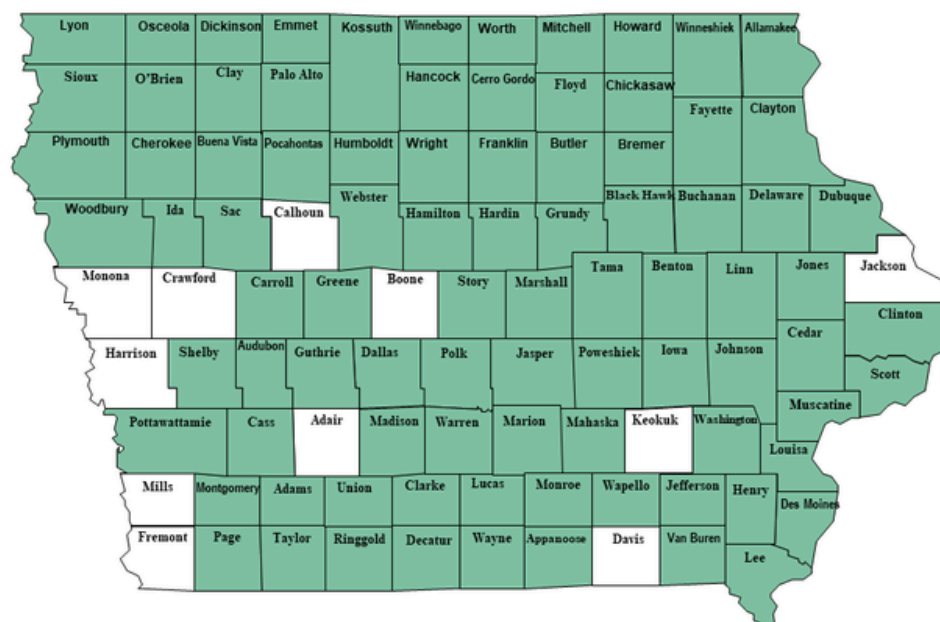 Lyon Osceola Dickinson Emmet Kossuth Winnebago Worth Mitchell Howard Winneshiek Allamakee
Sioux O'Brien Clay Palo Alto Hancock Cerro Gordo Floyd Chickasaw
Fayette Clayton
Plymouth Cherokee Buena Vista Pocahontas Humboldt Wright Franklin Butler Bremer
Webster Black Hawk Buchanan Delaware Dubuque
Woodbury Ida Sac Calhoun Hamilton Hardin Grundy
Monona Crawford Carroll Greene Boone Story Marshall Tama Benton Linn Jones Jackson
Clinton
Cedar
Harrison Shelby Audubon Guthrie Dallas Polk Jasper Poweshiek Iowa Johnson
Scott
Muscatine
Pottawattamie Cass Adair Madison Warren Marion Mahaska Keokuk Washington
Louisa
Mills Montgomery Adams Union Clarke Lucas Monroe Wapello Jefferson Henry
Des Moines
Fremont Page Taylor Ringgold Decatur Wayne Appanoose Davis Van Buren
Lee